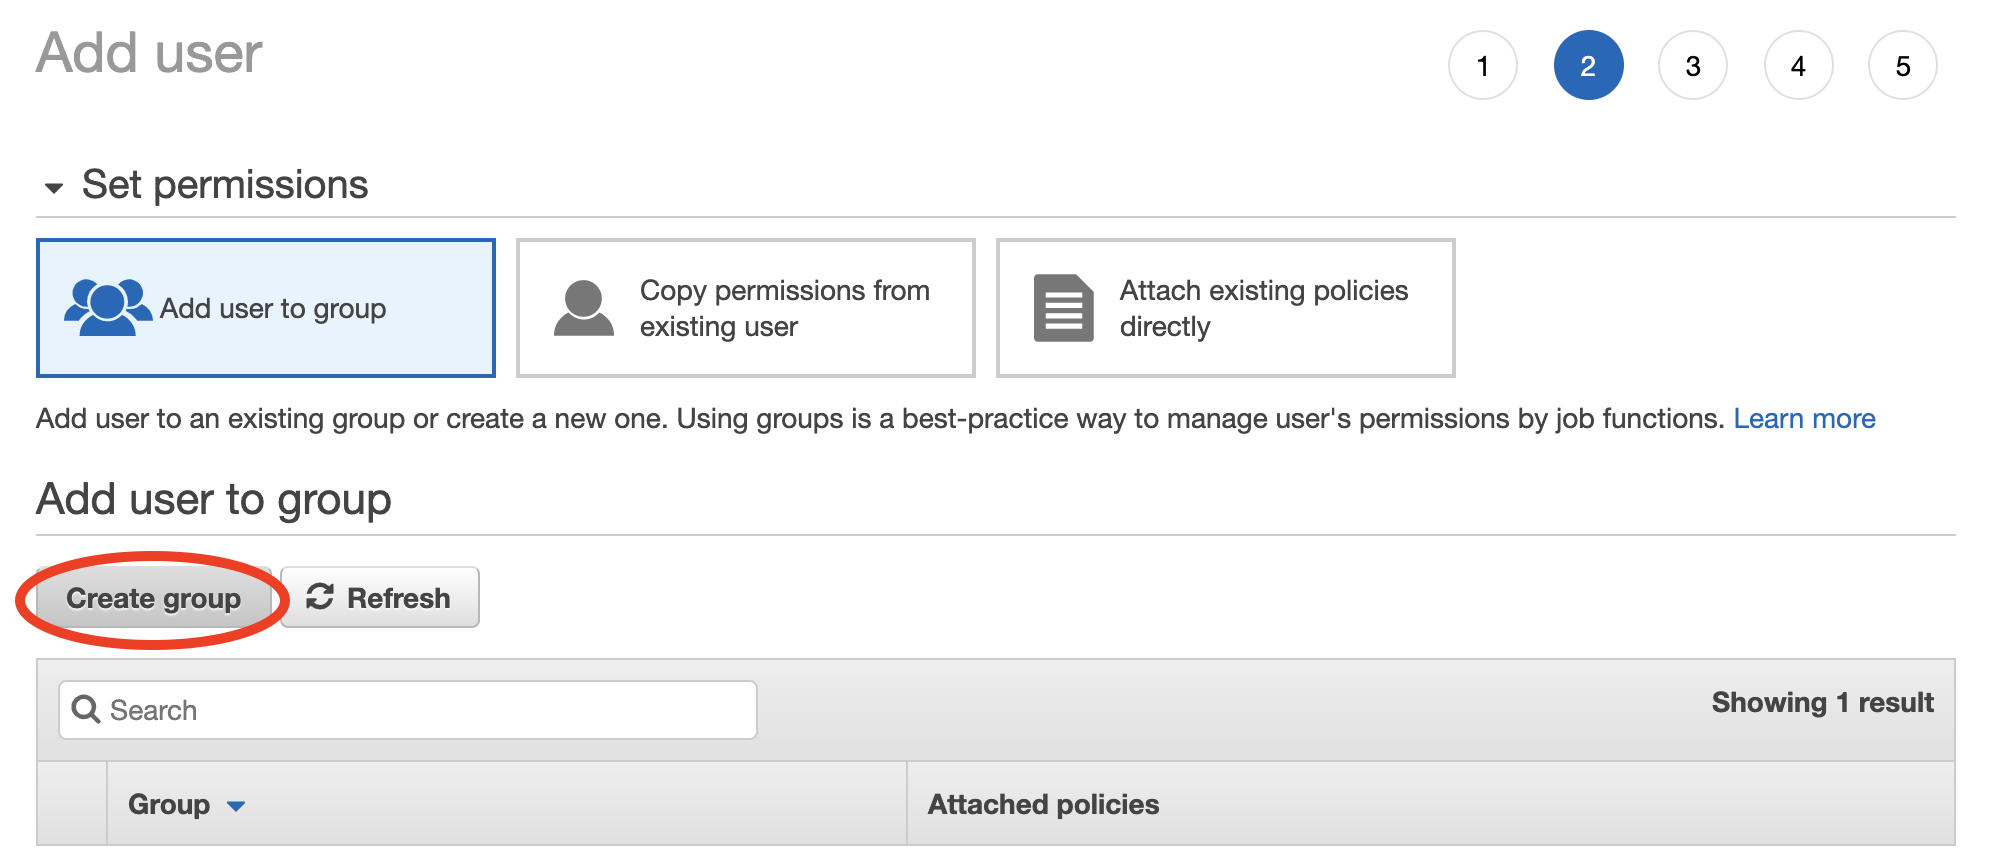 Add user
1 2 3 4 5
Set permissions
Add user to group
Copy permissions from
existing user
Attach existing policies
directly
Add user to an existing group or create a new one. Using groups is a best-practice way to manage user's permissions by job functions. Learn more
Add user to group
Create group Refresh
Search
Showing 1 result
Group Attached policies